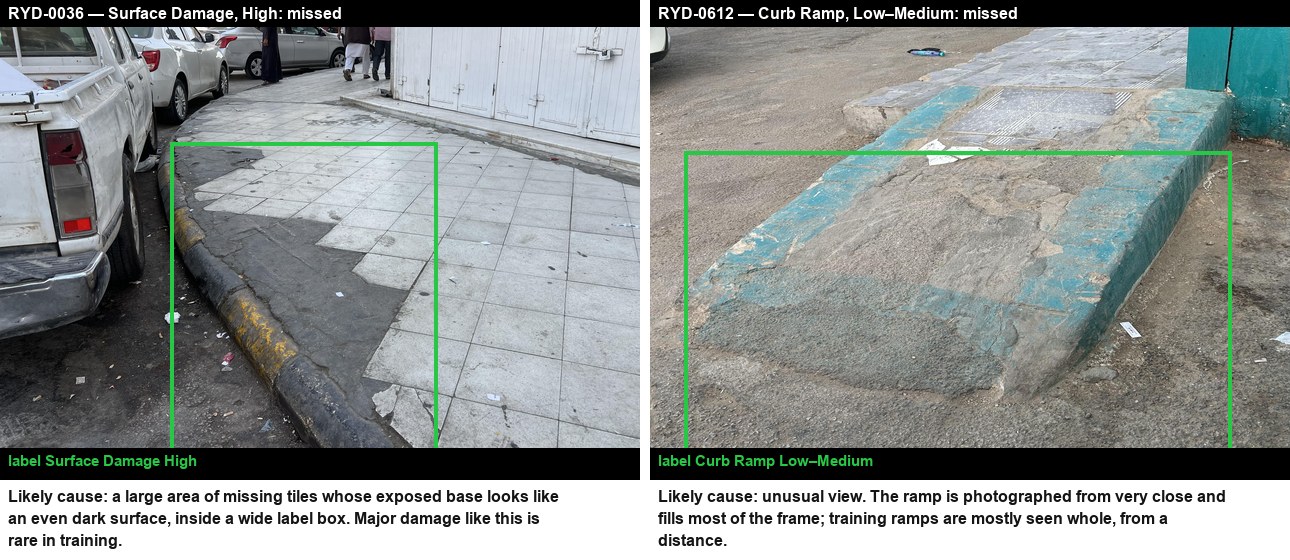 RYD-0036 — Surface Damage, High: missed
label Surface Damage High
Likely cause: a large area of missing tiles whose exposed base looks like
an even dark surface, inside a wide label box. Major damage like this is
rare in training.
RYD-0612 — Curb Ramp, Low–Medium: missed
label Curb Ramp Low–Medium
Likely cause: unusual view. The ramp is photographed from very close and
fills most of the frame; training ramps are mostly seen whole, from a
distance.